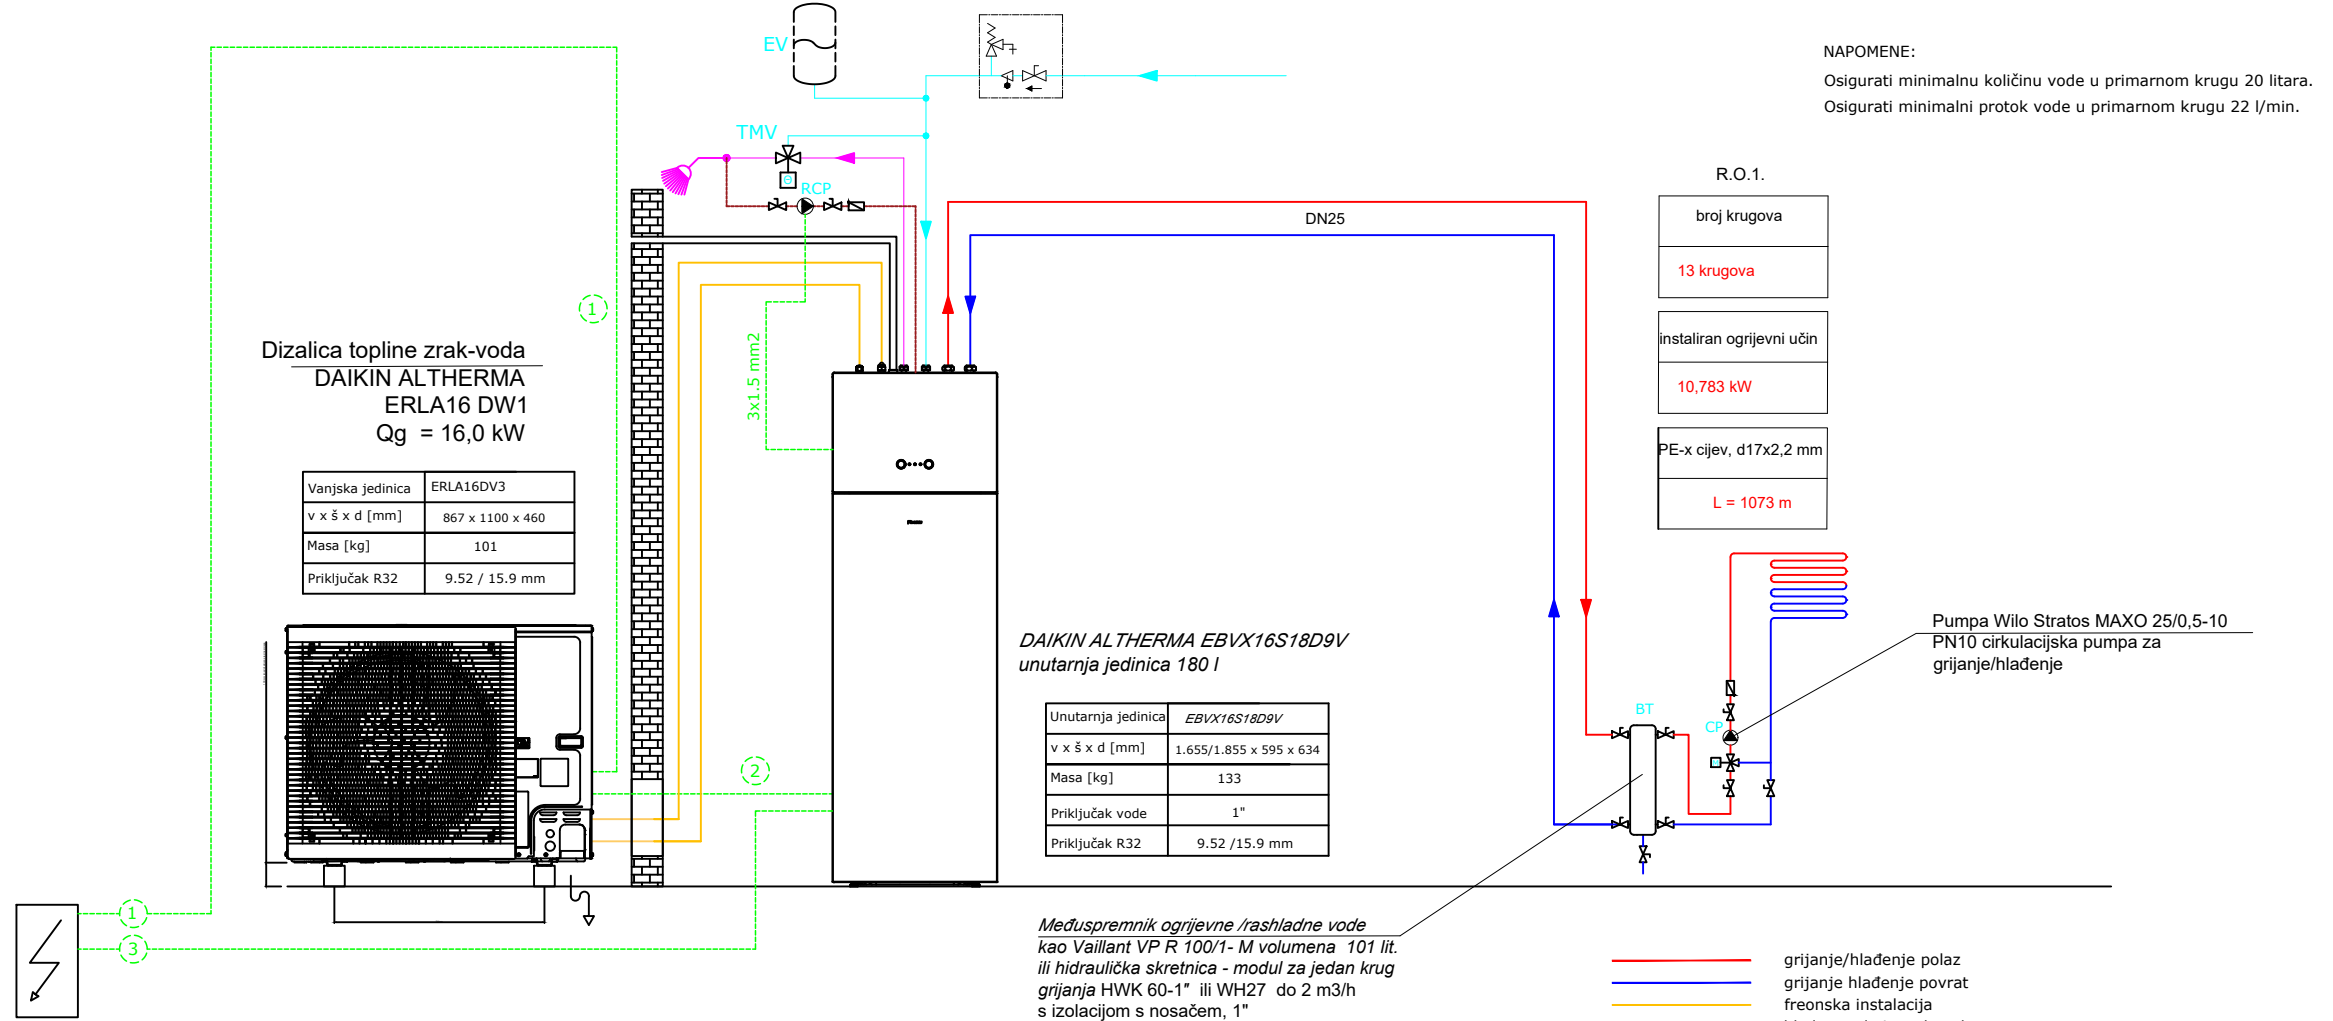 EV
NAPOMENE:
Osigurati minimalnu količinu vode u primarnom krugu 20 litara.
Osigurati minimalni protok vode u primarnom krugu 22 l/min.
TMV
Θ
RCP
R.O.1.
broj krugova
13 krugova
instaliran ogrijevni učin
10,783 kW
PE-x cijev, d17x2,2 mm
L = 1073 m
DN25
1
3x1.5 mm2
Dizalica topline zrak-voda
DAIKIN ALTHERMA
ERLA16 DW1
Qg = 16,0 kW
Vanjska jedinica ERLA16DV3
v x š x d [mm] 867 x 1100 x 460
Masa [kg] 101
Priključak R32 9.52 / 15.9 mm
DAIKIN ALTHERMA EBVX16S18D9V
unutarnja jedinica 180 l
Unutarnja jedinica EBVX16S18D9V
v x š x d [mm] 1.655/1.855 x 595 x 634
Masa [kg] 133
Priključak vode 1"
Priključak R32 9.52 /15.9 mm
Pumpa Wilo Stratos MAXO 25/0,5-10
PN10 cirkulacijska pumpa za
grijanje/hlađenje
BT
CP
2
1
3
Međuspremnik ogrijevne /rashladne vode
kao Vaillant VP R 100/1- M volumena 101 lit.
ili hidraulička skretnica - modul za jedan krug
grijanja HWK 60-1" ili WH27 do 2 m3/h
s izolacijom s nosačem, 1"
grijanje/hlađenje polaz
grijanje hlađenje povrat
freonska instalacija